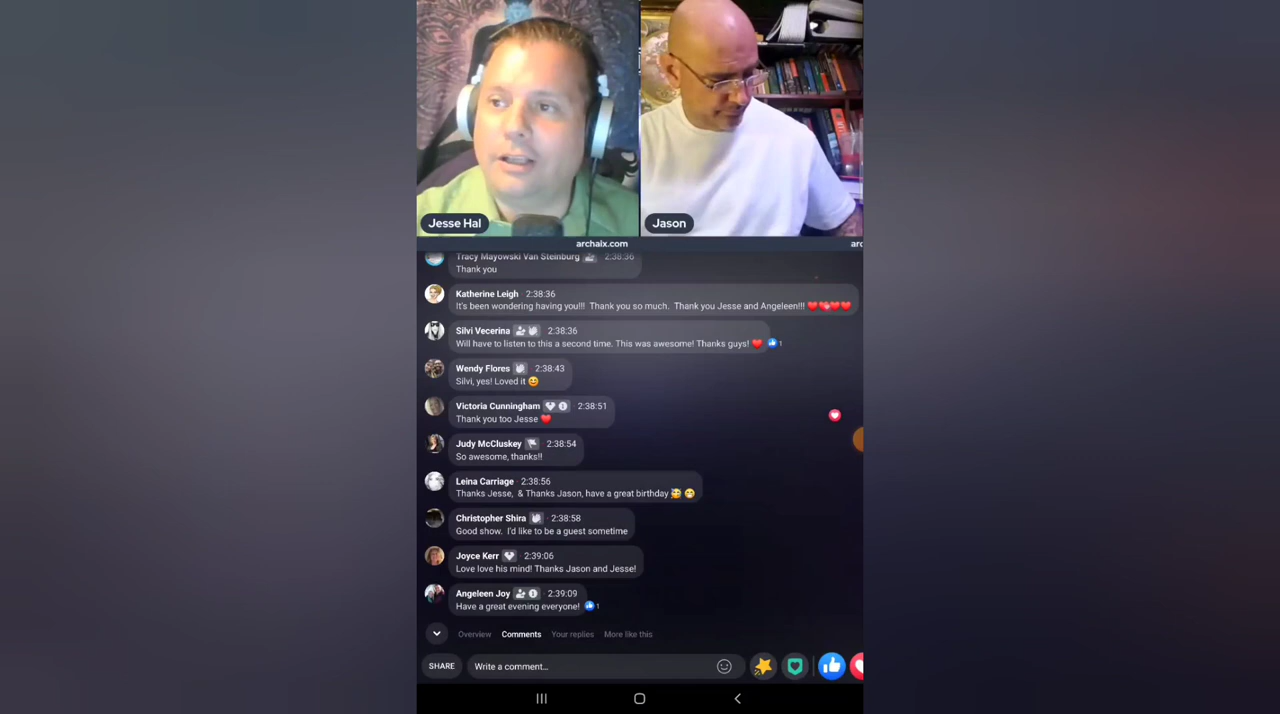 Jesse Hal
Jason
archaix.com
arc
Tracy Mayowski Van Steinburg 2:38:36
Thank you
Katherine Leigh 2:38:36
It's been wondering having you!!! Thank you so much. Thank you Jesse and Angeleen!!! ❤️❤️❤️❤️
Silvi Vecerina 2:38:36
Will have to listen to this a second time. This was awesome! Thanks guys! ❤️ 1
Wendy Flores 2:38:43
Silvi, yes! Loved it 😊
Victoria Cunningham 2:38:51
Thank you too Jesse ❤️
Judy McCluskey 2:38:54
So awesome, thanks!!
Leina Carriage · 2:38:56
Thanks Jesse, & Thanks Jason, have a great birthday 🥰 😁
Christopher Shira · 2:38:58
Good show. I'd like to be a guest sometime
Joyce Kerr · 2:39:06
Love love his mind! Thanks Jason and Jesse!
Angeleen Joy 2:39:09
Have a great evening everyone! 1
Overview Comments Your replies More like this
SHARE Write a comment...